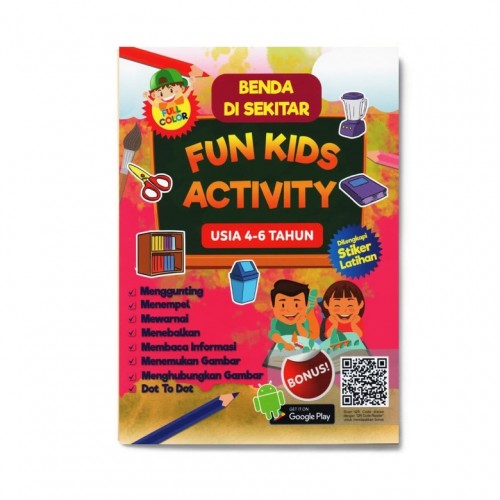 BENDA
DI SEKITAR
FULL
COLOR
FUN KIDS
ACTIVITY
USIA 4-6 TAHUN
Dilengkapi
Stiker
Latihan
Menggunting
Menempel
Mewarnai
Menebalkan
Membaca Informasi
Menemukan Gambar
Menghubungkan Gambar
Dot To Dot
BONUS!
GET IT ON
Google Play